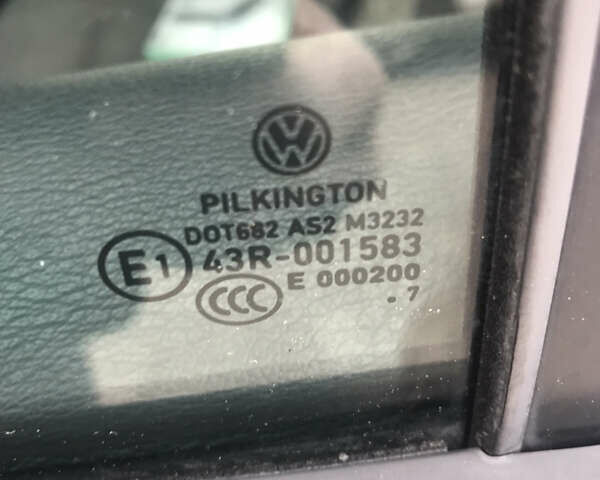 PILKINGTON
DOT682 AS2 M3232
E1 43R-001583
CCC E 000200
. 7